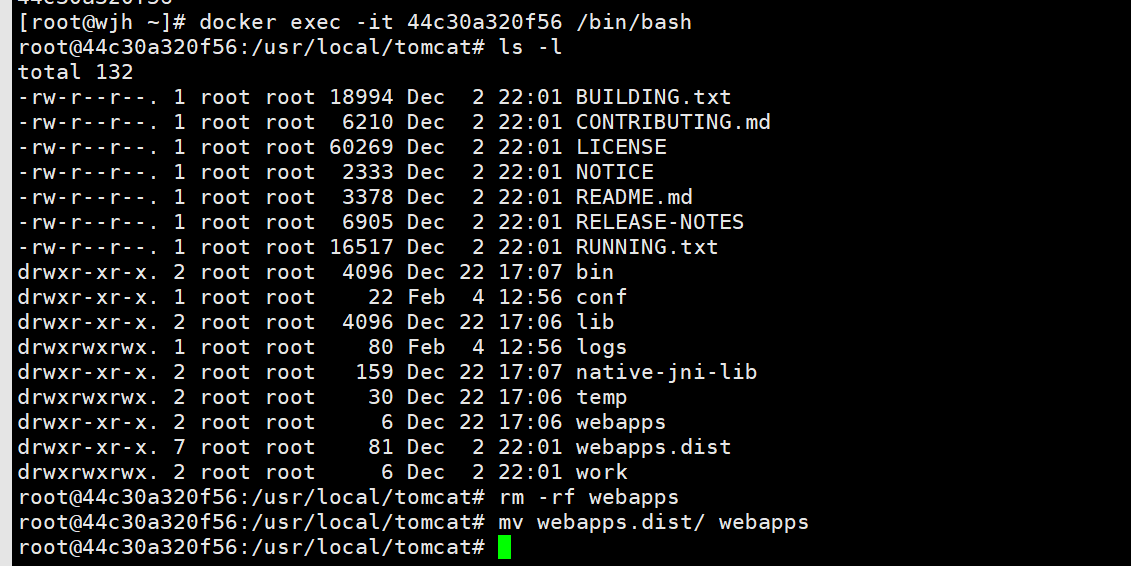 [root@wjh ~]# docker exec -it 44c30a320f56 /bin/bash
root@44c30a320f56:/usr/local/tomcat# ls -l
total 132
-rw-r--r--. 1 root root 18994 Dec  2 22:01 BUILDING.txt
-rw-r--r--. 1 root root  6210 Dec  2 22:01 CONTRIBUTING.md
-rw-r--r--. 1 root root 60269 Dec  2 22:01 LICENSE
-rw-r--r--. 1 root root  2333 Dec  2 22:01 NOTICE
-rw-r--r--. 1 root root  3378 Dec  2 22:01 README.md
-rw-r--r--. 1 root root  6905 Dec  2 22:01 RELEASE-NOTES
-rw-r--r--. 1 root root 16517 Dec  2 22:01 RUNNING.txt
drwxr-xr-x. 2 root root  4096 Dec 22 17:07 bin
drwxr-xr-x. 1 root root    22 Feb  4 12:56 conf
drwxr-xr-x. 2 root root  4096 Dec 22 17:06 lib
drwxrwxrwx. 1 root root    80 Feb  4 12:56 logs
drwxr-xr-x. 2 root root   159 Dec 22 17:07 native-jni-lib
drwxrwxrwx. 2 root root    30 Dec 22 17:06 temp
drwxr-xr-x. 2 root root     6 Dec 22 17:06 webapps
drwxr-xr-x. 7 root root    81 Dec  2 22:01 webapps.dist
drwxrwxrwx. 2 root root     6 Dec  2 22:01 work
root@44c30a320f56:/usr/local/tomcat# rm -rf webapps
root@44c30a320f56:/usr/local/tomcat# mv webapps.dist/ webapps
root@44c30a320f56:/usr/local/tomcat#